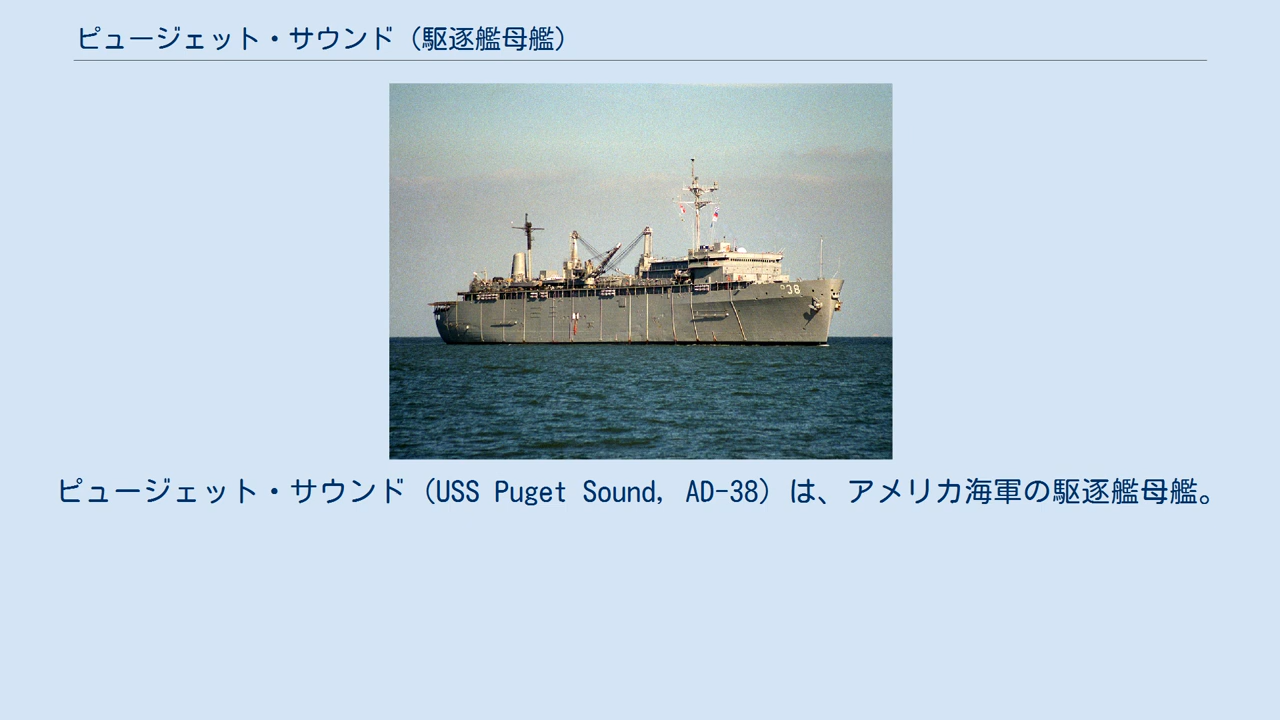 ピュージェット・サウンド（駆逐艦母艦）
38
ピュージェット・サウンド（USS Puget Sound, AD-38）は、アメリカ海軍の駆逐艦母艦。